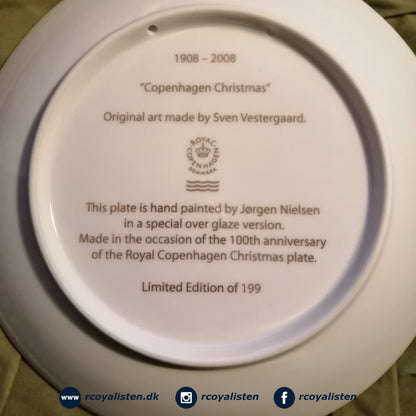 1908 – 2008
"Copenhagen Christmas"
Original art made by Sven Vestergaard.
ROYAL
COPENHAGEN
DENMARK
This plate is hand painted by Jørgen Nielsen
in a special over glaze version.
Made in the occasion of the 100th anniversary
of the Royal Copenhagen Christmas plate.
Limited Edition of 199
www.rcoyalisten.dk
rcoyalisten
rcoyalisten